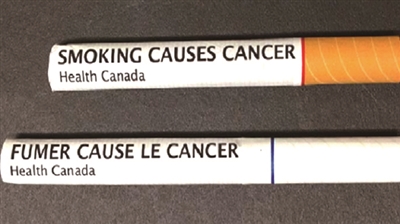 SMOKING CAUSES CANCER
Health Canada
FUMER CAUSE LE CANCER
Health Canada